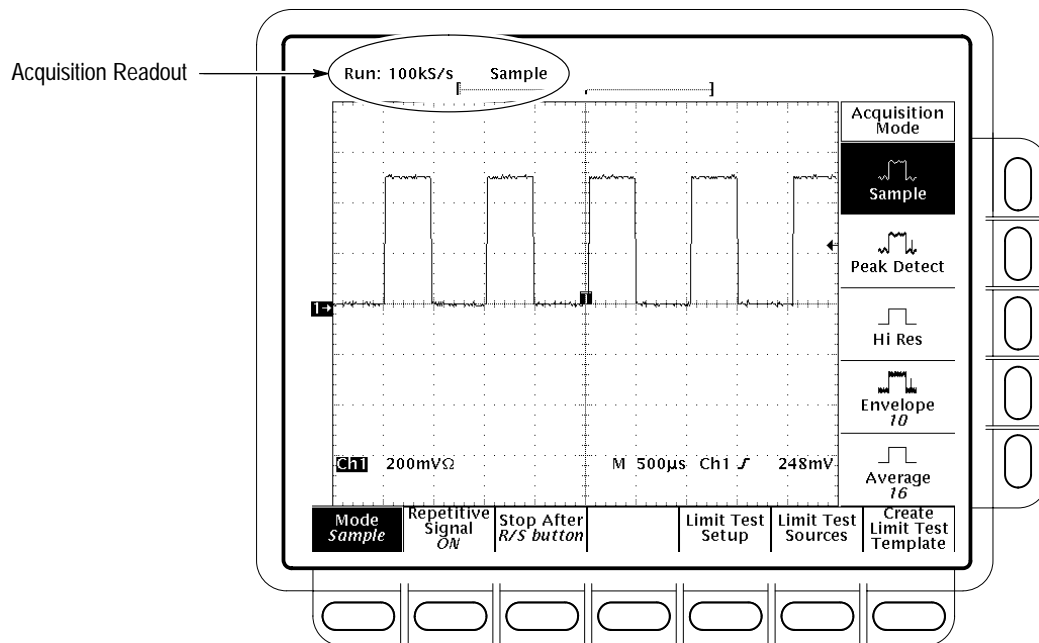 Acquisition Readout
Run: 100kS/s Sample
Acquisition
Mode
Sample
Peak Detect
Hi Res
Envelope
10
Average
16
T
1→
Ch1 200mVΩ M 500µs Ch1 ƒ 248mV
Mode
Sample
Repetitive
Signal
ON
Stop After
R/S button
Limit Test
Setup
Limit Test
Sources
Create
Limit Test
Template